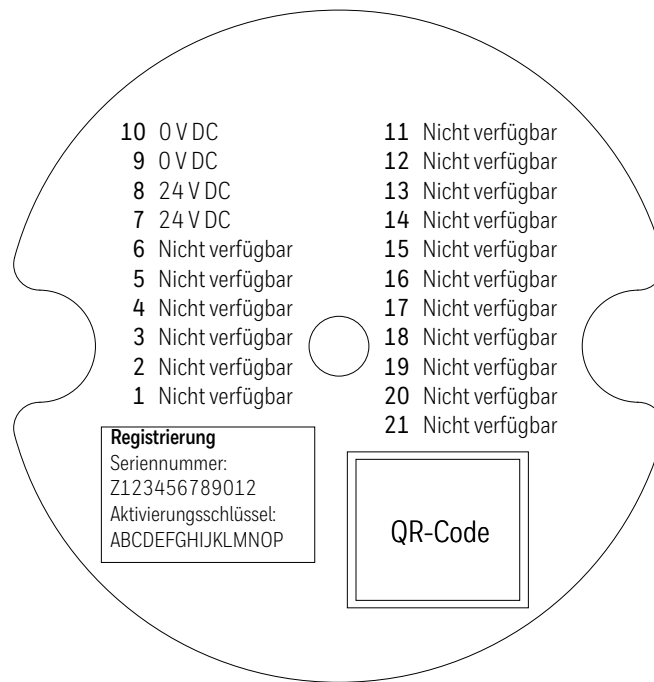 10 0 V DC
9 0 V DC
8 24 V DC
7 24 V DC
6 Nicht verfügbar
5 Nicht verfügbar
4 Nicht verfügbar
3 Nicht verfügbar
2 Nicht verfügbar
1 Nicht verfügbar
11 Nicht verfügbar
12 Nicht verfügbar
13 Nicht verfügbar
14 Nicht verfügbar
15 Nicht verfügbar
16 Nicht verfügbar
17 Nicht verfügbar
18 Nicht verfügbar
19 Nicht verfügbar
20 Nicht verfügbar
21 Nicht verfügbar
Registrierung
Seriennummer:
Z123456789012
Aktivierungsschlüssel:
ABCDEFGHIJKLMNOP
QR-Code